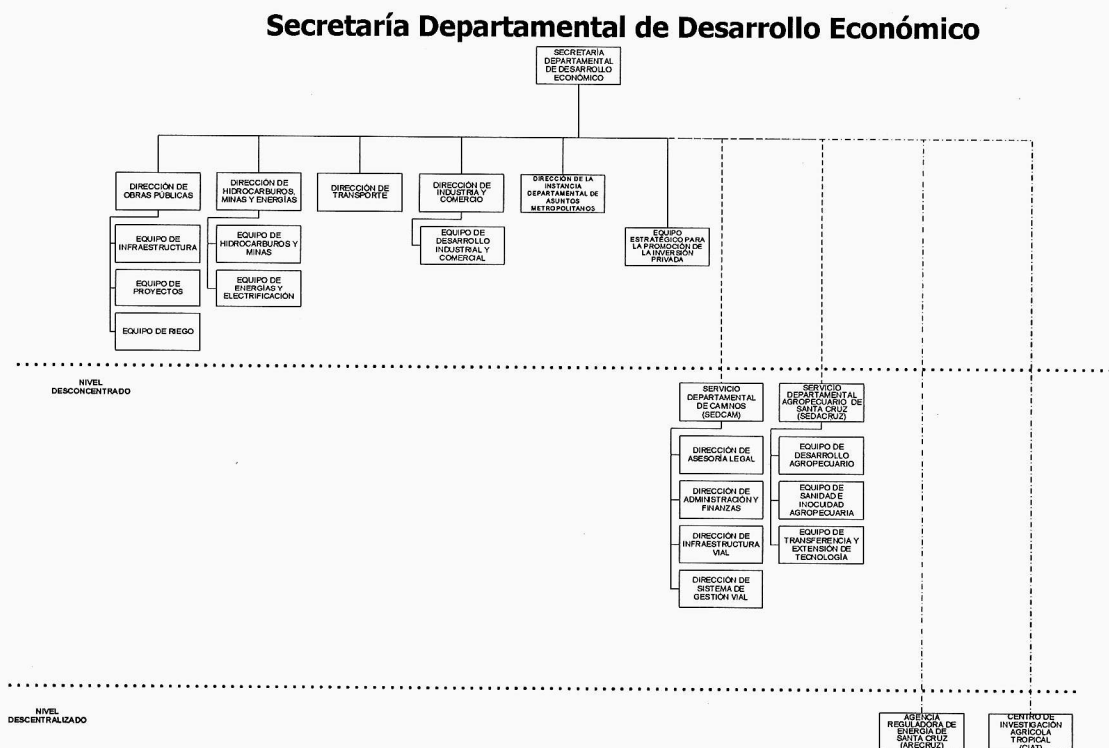 Secretaría Departamental de Desarrollo Económico
SECRETARÍA
DEPARTAMENTAL
DE DESARROLLO
ECONÓMICO
DIRECCIÓN DE
OBRAS PÚBLICAS
DIRECCIÓN DE
HIDROCARBUROS,
MINAS Y ENERGÍAS
DIRECCIÓN DE
TRANSPORTE
DIRECCIÓN DE
INDUSTRIA Y
COMERCIO
DIRECCIÓN DE LA
INSTANCIA
DEPARTAMENTAL DE
ASUNTOS
METROPOLITANOS
EQUIPO DE
INFRAESTRUCTURA
EQUIPO DE
HIDROCARBUROS Y
MINAS
EQUIPO DE
DESARROLLO
INDUSTRIAL Y
COMERCIAL
EQUIPO
ESTRATÉGICO PARA
LA PROMOCIÓN DE
LA INVERSIÓN
PRIVADA
EQUIPO DE
PROYECTOS
EQUIPO DE
ENERGÍAS Y
ELECTRIFICACIÓN
EQUIPO DE RIEGO
NIVEL
DESCONCENTRADO
SERVICIO
DEPARTAMENTAL
DE CAMINOS
(SEDCAM)
SERVICIO
DEPARTAMENTAL
AGROPECUARIO DE
SANTA CRUZ
(SEDACRUZ)
DIRECCIÓN DE
ASESORÍA LEGAL
EQUIPO DE
DESARROLLO
AGROPECUARIO
DIRECCIÓN DE
ADMINISTRACIÓN Y
FINANZAS
EQUIPO DE
SANIDAD E
INOCUIDAD
AGROPECUARIA
DIRECCIÓN DE
INFRAESTRUCTURA
VIAL
EQUIPO DE
TRANSFERENCIA Y
EXTENSIÓN DE
TECNOLOGÍA
DIRECCIÓN DE
SISTEMA DE
GESTIÓN VIAL
NIVEL
DESCENTRALIZADO
AGENCIA
REGULADORA DE
ENERGÍA DE
SANTA CRUZ
(ARECRUZ)
CENTRO DE
INVESTIGACIÓN
AGRÍCOLA
TROPICAL
(CIAT)